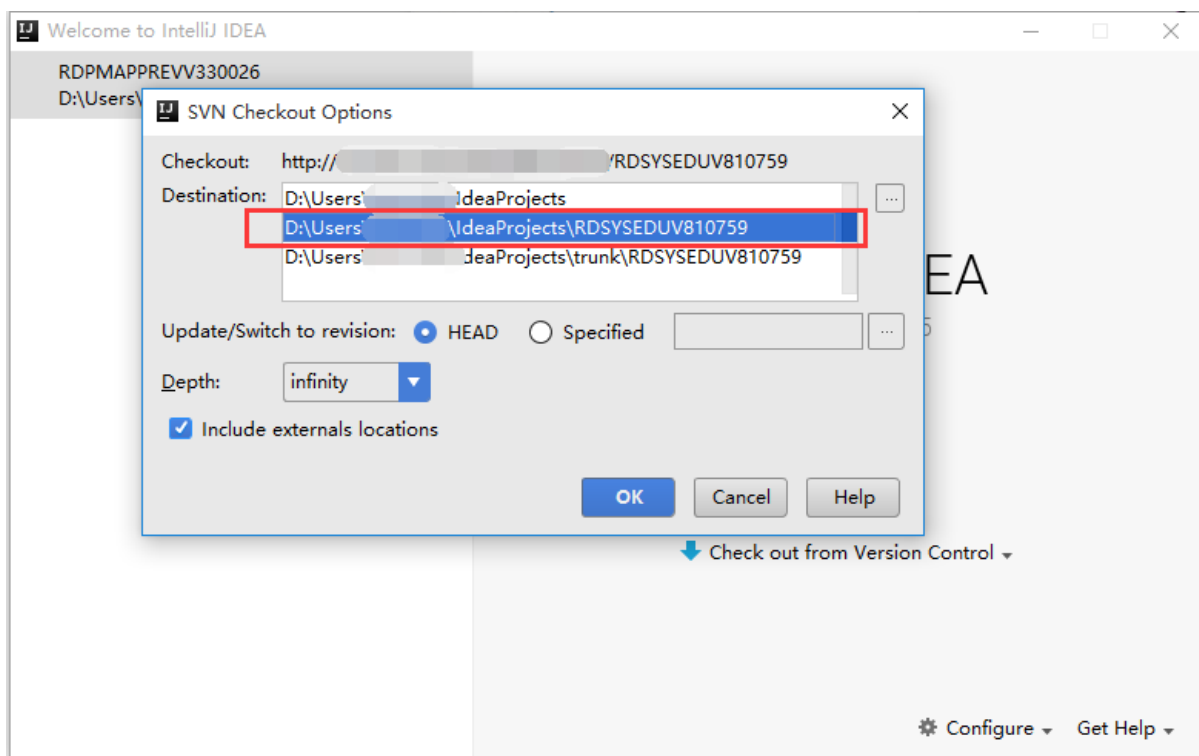 Welcome to IntelliJ IDEA
RDPMAPPREVV330026
D:\Users\
SVN Checkout Options
Checkout: http:// /RDSYSEDUV810759
Destination: D:\Users\ IdeaProjects ...
D:\Users\ \IdeaProjects\RDSYSEDUV810759
D:\Users\ deaProjects\trunk\RDSYSEDUV810759
EA
Update/Switch to revision: HEAD Specified ...
Depth: infinity
Include externals locations
OK Cancel Help
Check out from Version Control
Configure Get Help